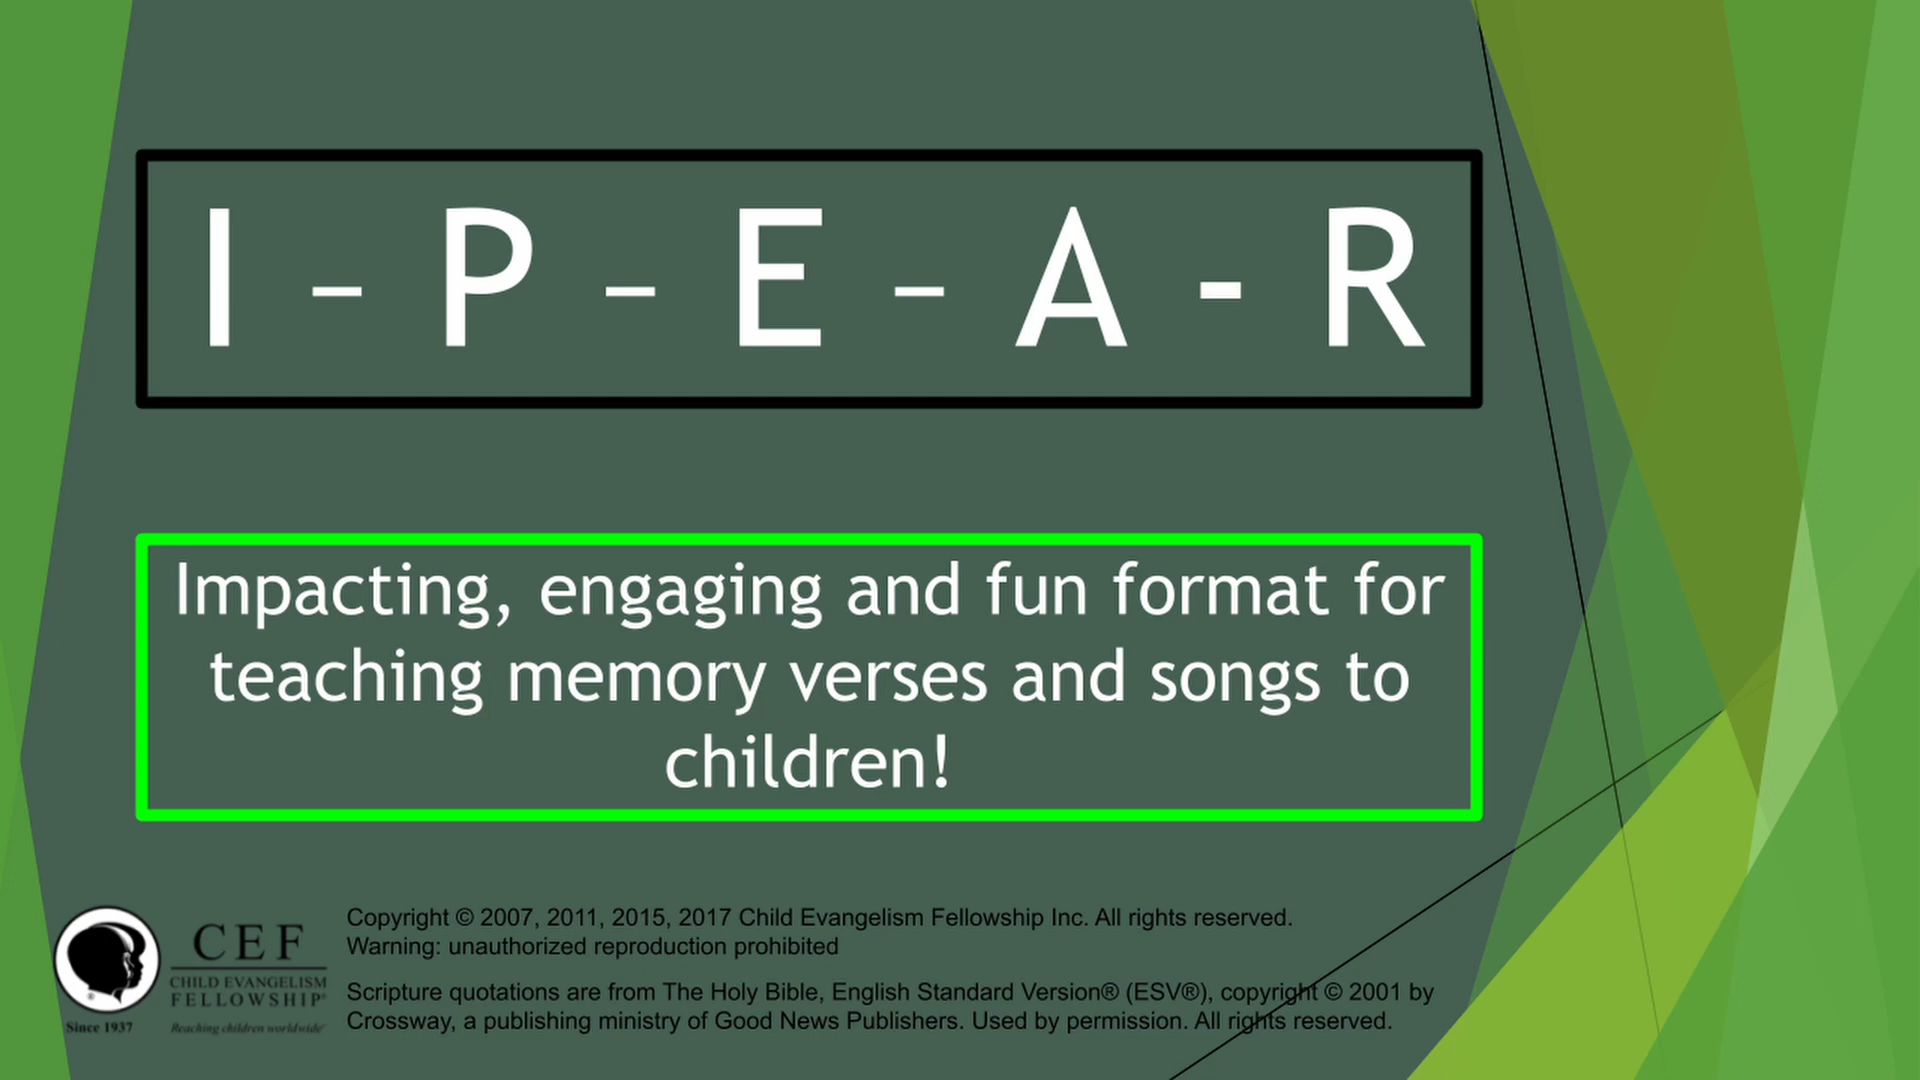 I – P – E – A - R
Impacting, engaging and fun format for
teaching memory verses and songs to
children!
CEF
CHILD EVANGELISM
FELLOWSHIP®
Since 1937
Reaching children worldwide
Copyright © 2007, 2011, 2015, 2017 Child Evangelism Fellowship Inc. All rights reserved.
Warning: unauthorized reproduction prohibited
Scripture quotations are from The Holy Bible, English Standard Version® (ESV®), copyright © 2001 by
Crossway, a publishing ministry of Good News Publishers. Used by permission. All rights reserved.